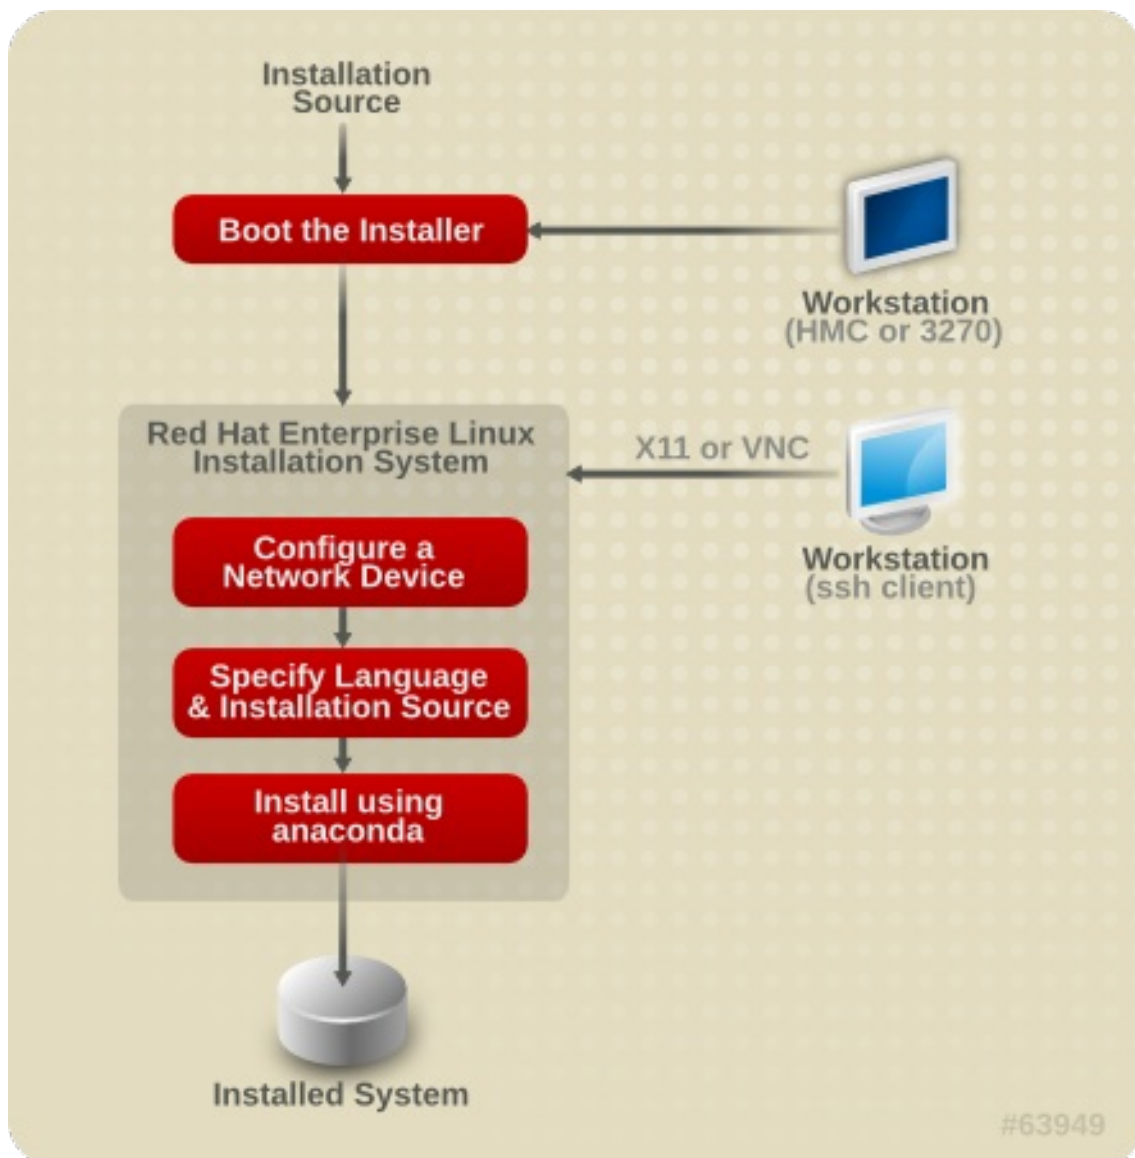 Installation
Source
Boot the Installer
Workstation
(HMC or 3270)
Red Hat Enterprise Linux
Installation System
X11 or VNC
Workstation
(ssh client)
Configure a
Network Device
Specify Language
& Installation Source
Install using
anaconda
Installed System
#63949